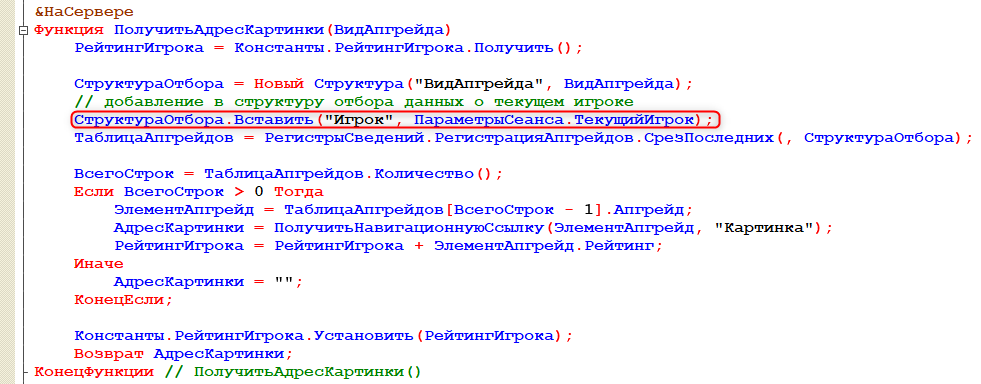 &НаСервере
Функция ПолучитьАдресКартинки(ВидАпгрейда)
РейтингИгрока = Константы.РейтингИгрока.Получить();
СтруктураОтбора = Новый Структура("ВидАпгрейда", ВидАпгрейда);
// добавление в структуру отбора данных о текущем игроке
СтруктураОтбора.Вставить("Игрок", ПараметрыСеанса.ТекущийИгрок);
ТаблицаАпгрейдов = РегистрыСведений.РегистрацияАпгрейдов.СрезПоследних(, СтруктураОтбора);
ВсегоСтрок = ТаблицаАпгрейдов.Количество();
Если ВсегоСтрок > 0 Тогда
ЭлементАпгрейд = ТаблицаАпгрейдов[ВсегоСтрок - 1].Апгрейд;
АдресКартинки = ПолучитьНавигационнуюСсылку(ЭлементАпгрейд, "Картинка");
РейтингИгрока = РейтингИгрока + ЭлементАпгрейд.Рейтинг;
Иначе
АдресКартинки = "";
КонецЕсли;
Константы.РейтингИгрока.Установить(РейтингИгрока);
Возврат АдресКартинки;
КонецФункции // ПолучитьАдресКартинки()